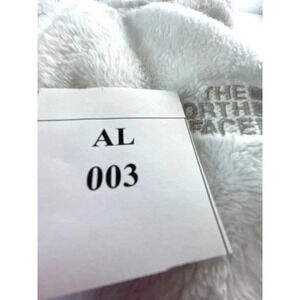 AL
003
THE
NORTH
FACE